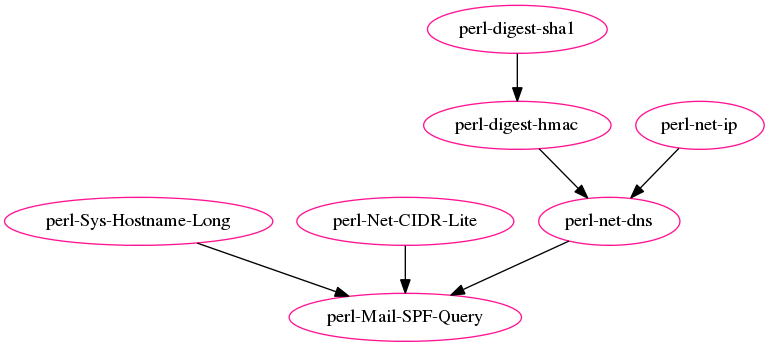 perl-digest-sha1
perl-digest-hmac
perl-net-ip
perl-Sys-Hostname-Long
perl-Net-CIDR-Lite
perl-net-dns
perl-Mail-SPF-Query